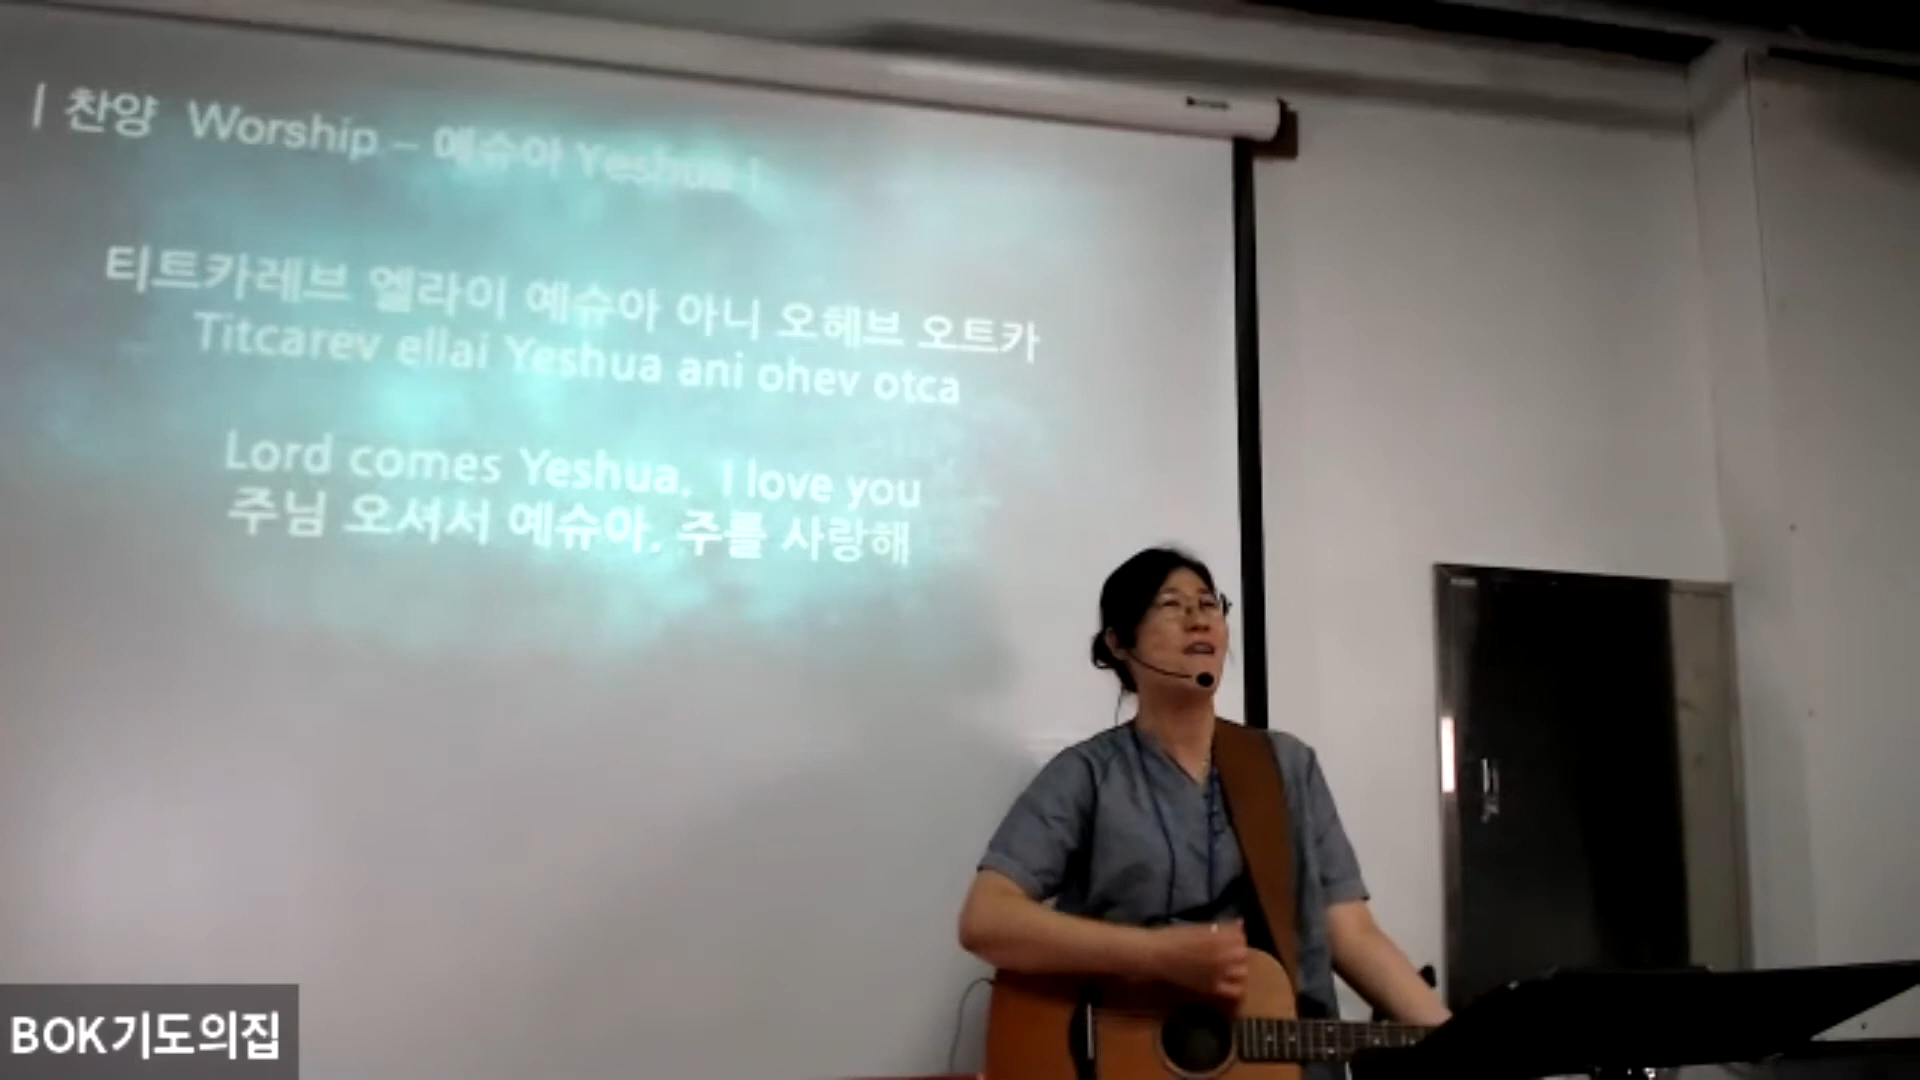 | 찬양 Worship - 예슈아 Yeshua |
티트카레브 엘라이 예슈아 아니 오헤브 오트카
Titcarev ellai Yeshua ani ohev otca
Lord comes Yeshua. I love you
주님 오셔서 예슈아. 주를 사랑해
BOK기도의집